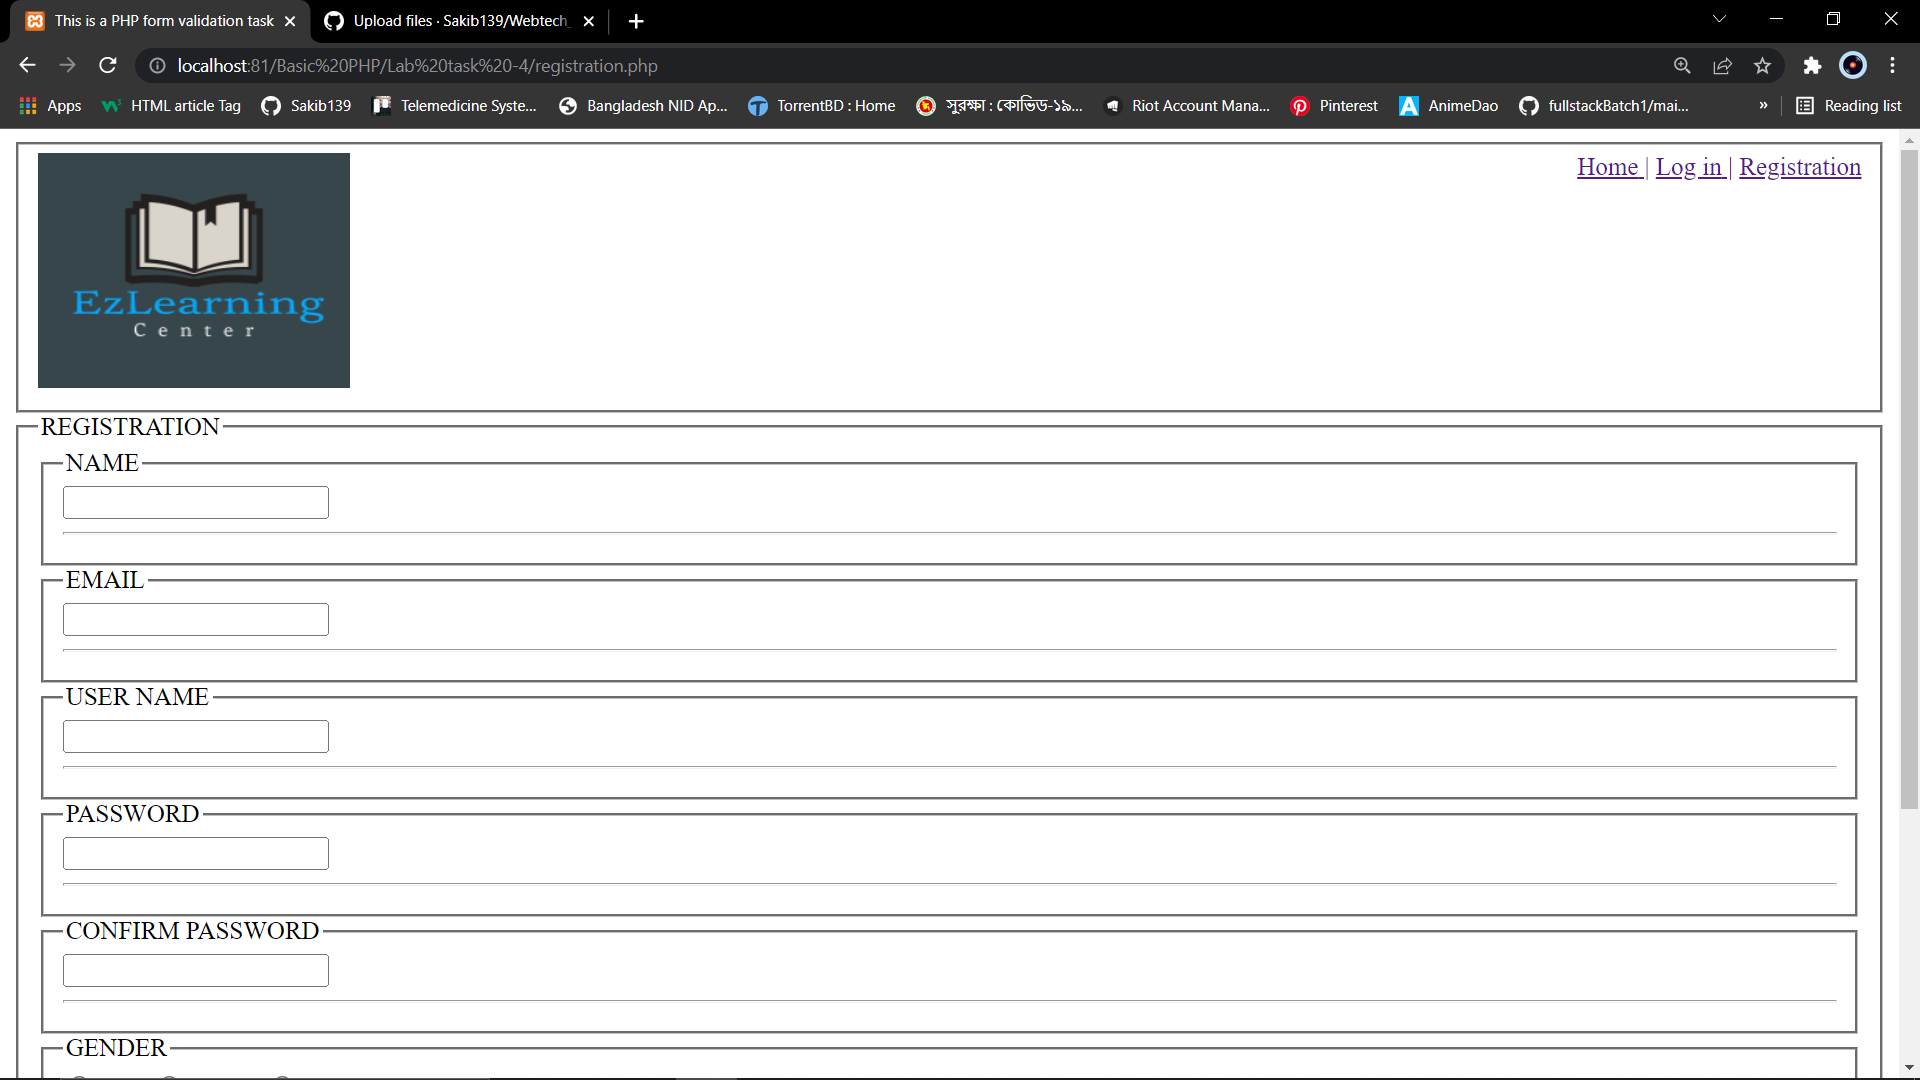 This is a PHP form validation task
Upload files · Sakib139/Webtech_
localhost:81/Basic%20PHP/Lab%20task%20-4/registration.php
Apps HTML article Tag Sakib139 Telemedicine Syste... Bangladesh NID Ap... TorrentBD : Home সুরক্ষা : কোভিড-১৯... Riot Account Mana... Pinterest AnimeDao fullstackBatch1/mai... » Reading list
Home | Log in | Registration
EzLearning
Center
REGISTRATION
NAME
EMAIL
USER NAME
PASSWORD
CONFIRM PASSWORD
GENDER